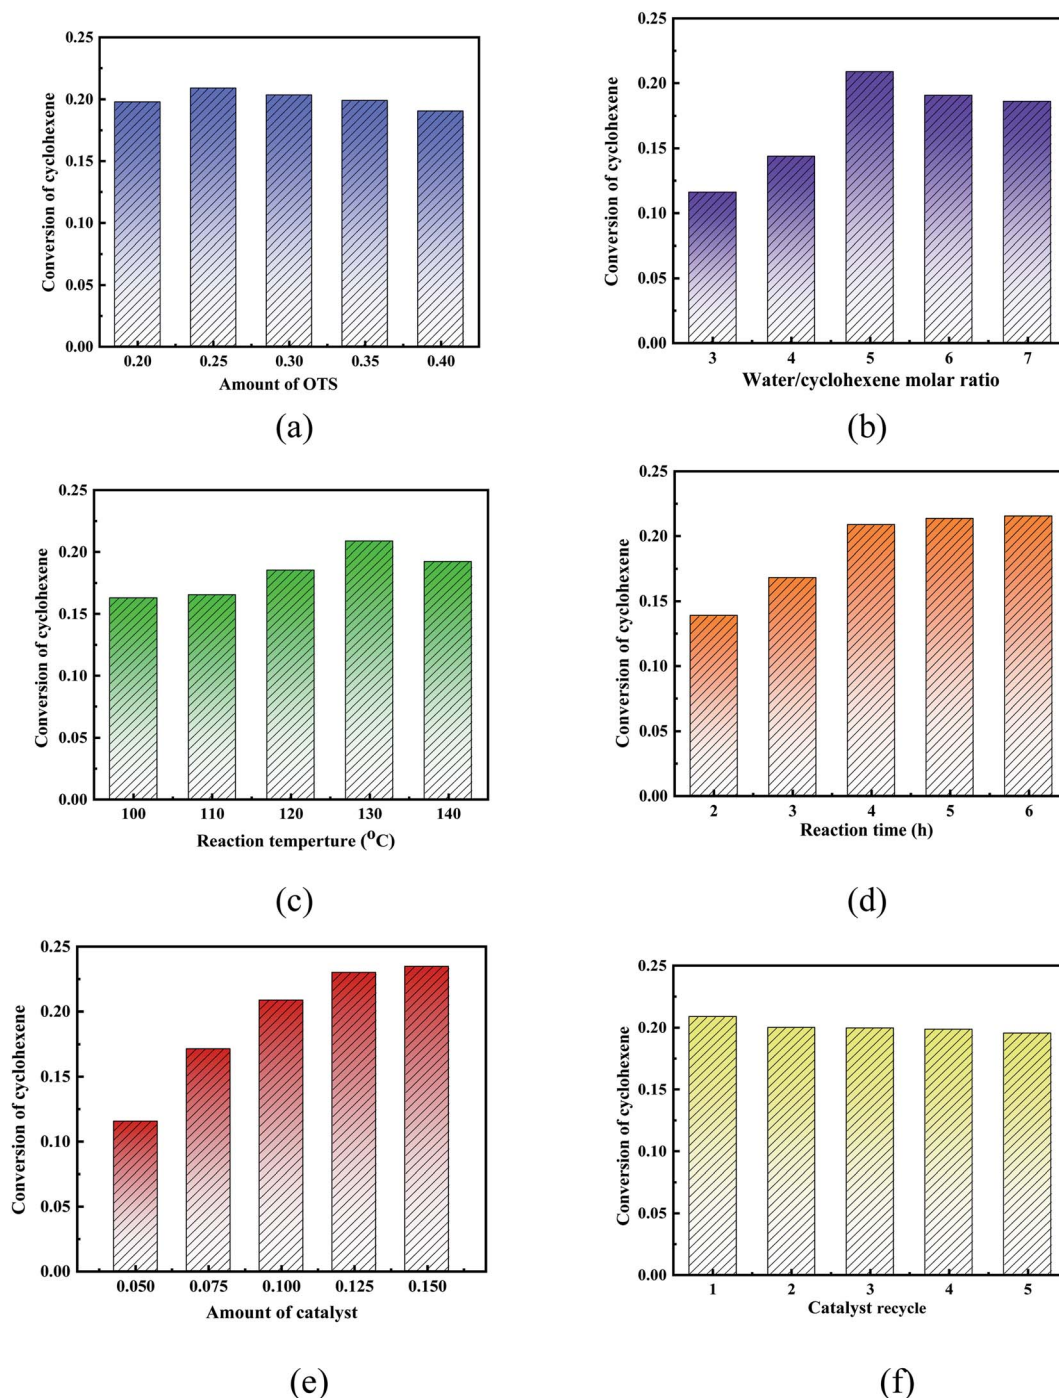 0.25
0.20
0.15
0.10
0.05
0.00
Conversion of cyclohexene
0.20 0.25 0.30 0.35 0.40
Amount of OTS
(a)
0.25
0.20
0.15
0.10
0.05
0.00
Conversion of cyclohexene
3 4 5 6 7
Water/cyclohexene molar ratio
(b)
0.25
0.20
0.15
0.10
0.05
0.00
Conversion of cyclohexene
100 110 120 130 140
Reaction temperture (°C)
(c)
0.25
0.20
0.15
0.10
0.05
0.00
Conversion of cyclohexene
2 3 4 5 6
Reaction time (h)
(d)
0.25
0.20
0.15
0.10
0.05
0.00
Conversion of cyclohexene
0.050 0.075 0.100 0.125 0.150
Amount of catalyst
(e)
0.25
0.20
0.15
0.10
0.05
0.00
Conversion of cyclohexene
1 2 3 4 5
Catalyst recycle
(f)